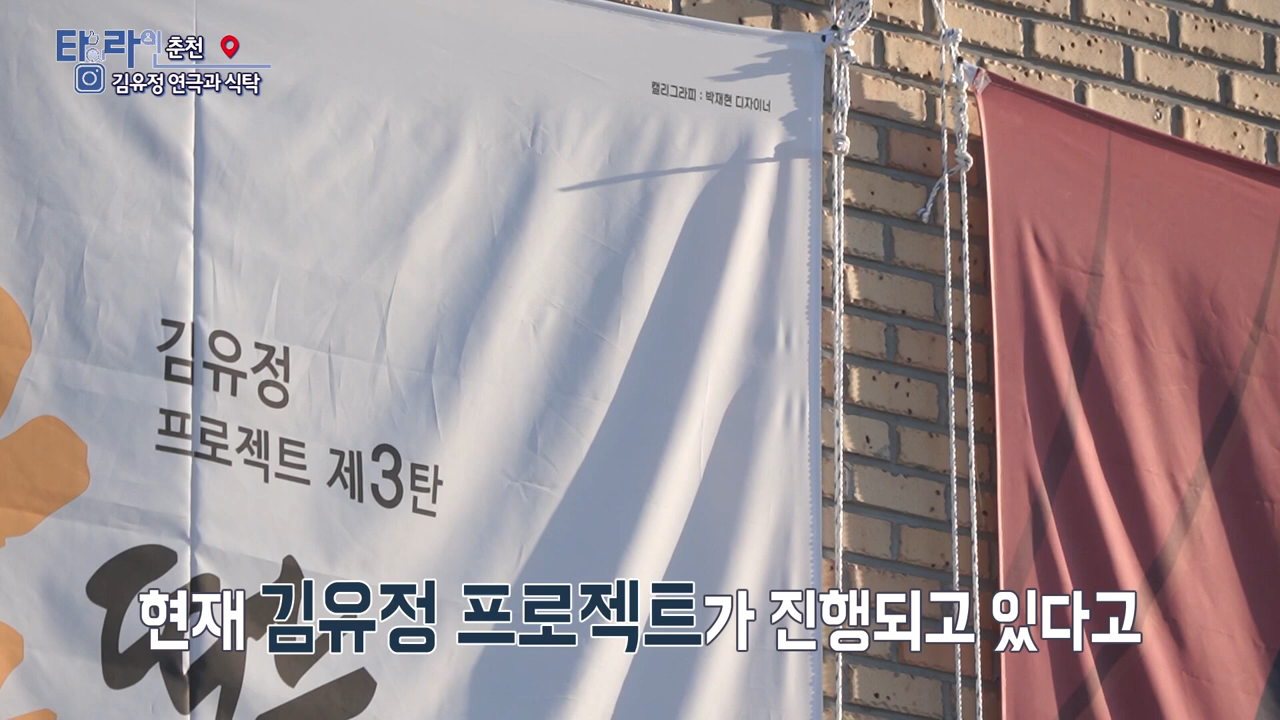 타라인 춘천
김유정 연극과 식탁
캘리그라피 : 박재현 디자이너
김유정
프로젝트 제3탄
현재 김유정 프로젝트가 진행되고 있다고